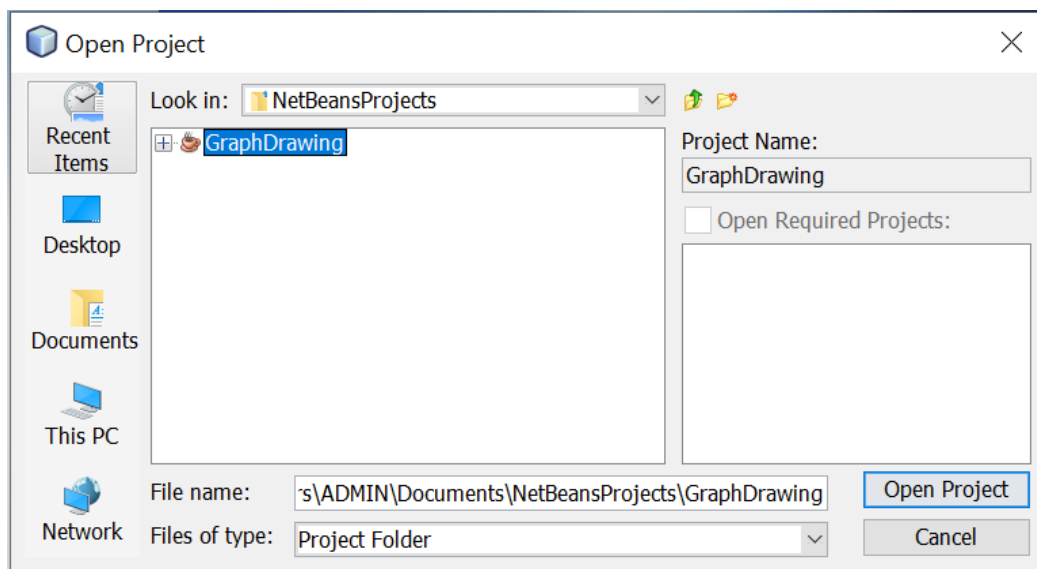 Open Project
Recent
Items
Desktop
Documents
This PC
Network
Look in: NetBeansProjects
GraphDrawing
Project Name:
GraphDrawing
Open Required Projects:
File name: s\ADMIN\Documents\NetBeansProjects\GraphDrawing
Files of type: Project Folder
Open Project
Cancel